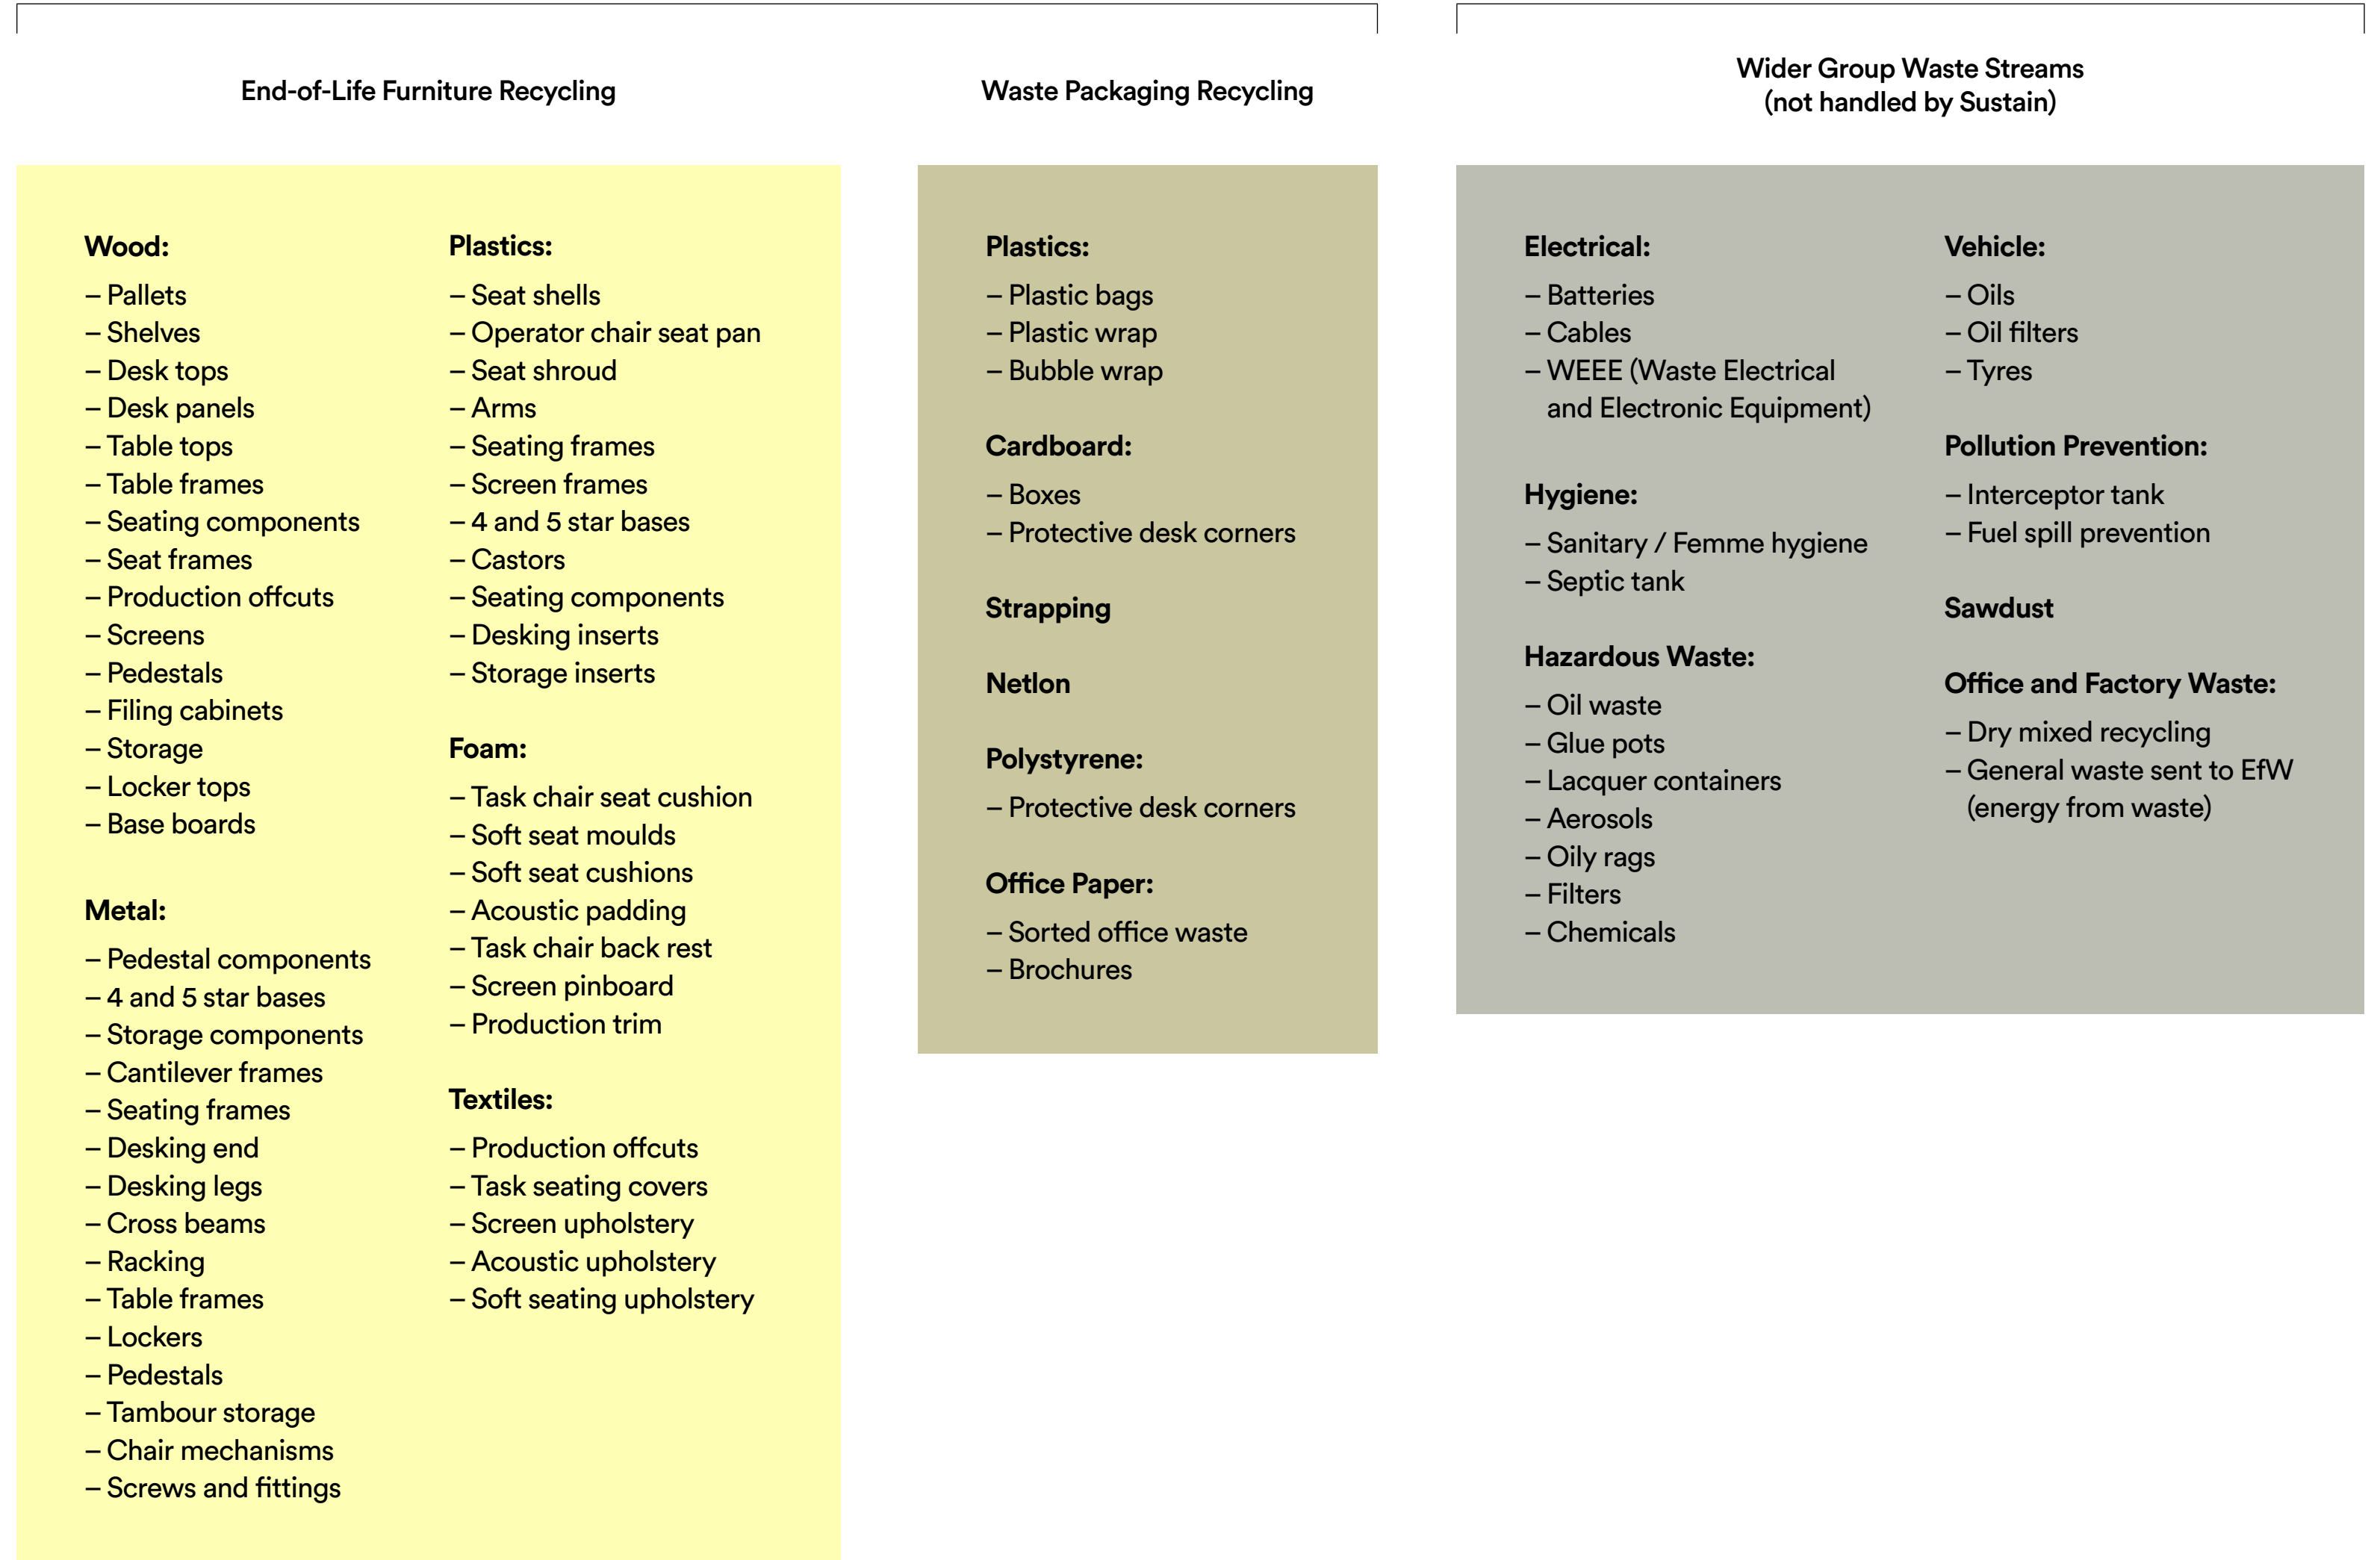 End-of-Life Furniture Recycling
Wood:
– Pallets
– Shelves
– Desk tops
– Desk panels
– Table tops
– Table frames
– Seating components
– Seat frames
– Production offcuts
– Screens
– Pedestals
– Filing cabinets
– Storage
– Locker tops
– Base boards
Metal:
– Pedestal components
– 4 and 5 star bases
– Storage components
– Cantilever frames
– Seating frames
– Desking end
– Desking legs
– Cross beams
– Racking
– Table frames
– Lockers
– Pedestals
– Tambour storage
– Chair mechanisms
– Screws and fittings
Plastics:
– Seat shells
– Operator chair seat pan
– Seat shroud
– Arms
– Seating frames
– Screen frames
– 4 and 5 star bases
– Castors
– Seating components
– Desking inserts
– Storage inserts
Foam:
– Task chair seat cushion
– Soft seat moulds
– Soft seat cushions
– Acoustic padding
– Task chair back rest
– Screen pinboard
– Production trim
Textiles:
– Production offcuts
– Task seating covers
– Screen upholstery
– Acoustic upholstery
– Soft seating upholstery
Waste Packaging Recycling
Plastics:
– Plastic bags
– Plastic wrap
– Bubble wrap
Cardboard:
– Boxes
– Protective desk corners
Strapping
Netlon
Polystyrene:
– Protective desk corners
Office Paper:
– Sorted office waste
– Brochures
Wider Group Waste Streams
(not handled by Sustain)
Electrical:
– Batteries
– Cables
– WEEE (Waste Electrical
and Electronic Equipment)
Hygiene:
– Sanitary / Femme hygiene
– Septic tank
Hazardous Waste:
– Oil waste
– Glue pots
– Lacquer containers
– Aerosols
– Oily rags
– Filters
– Chemicals
Vehicle:
– Oils
– Oil filters
– Tyres
Pollution Prevention:
– Interceptor tank
– Fuel spill prevention
Sawdust
Office and Factory Waste:
– Dry mixed recycling
– General waste sent to EfW
(energy from waste)